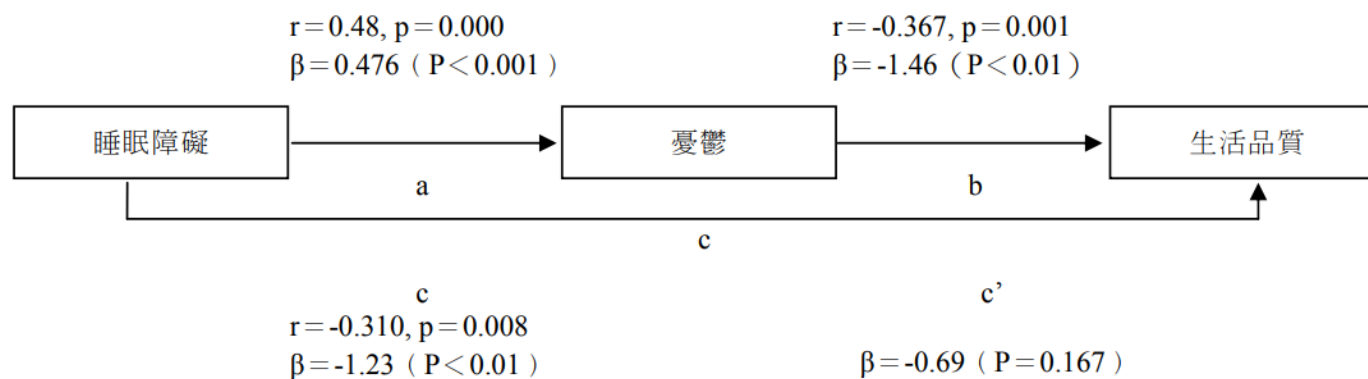 r＝0.48, p＝0.000
β＝0.476（P＜0.001）
r＝-0.367, p＝0.001
β＝-1.46（P＜0.01）
睡眠障礙
憂鬱
生活品質
a
b
c
c
r＝-0.310, p＝0.008
β＝-1.23（P＜0.01）
c’
β＝-0.69（P＝0.167）